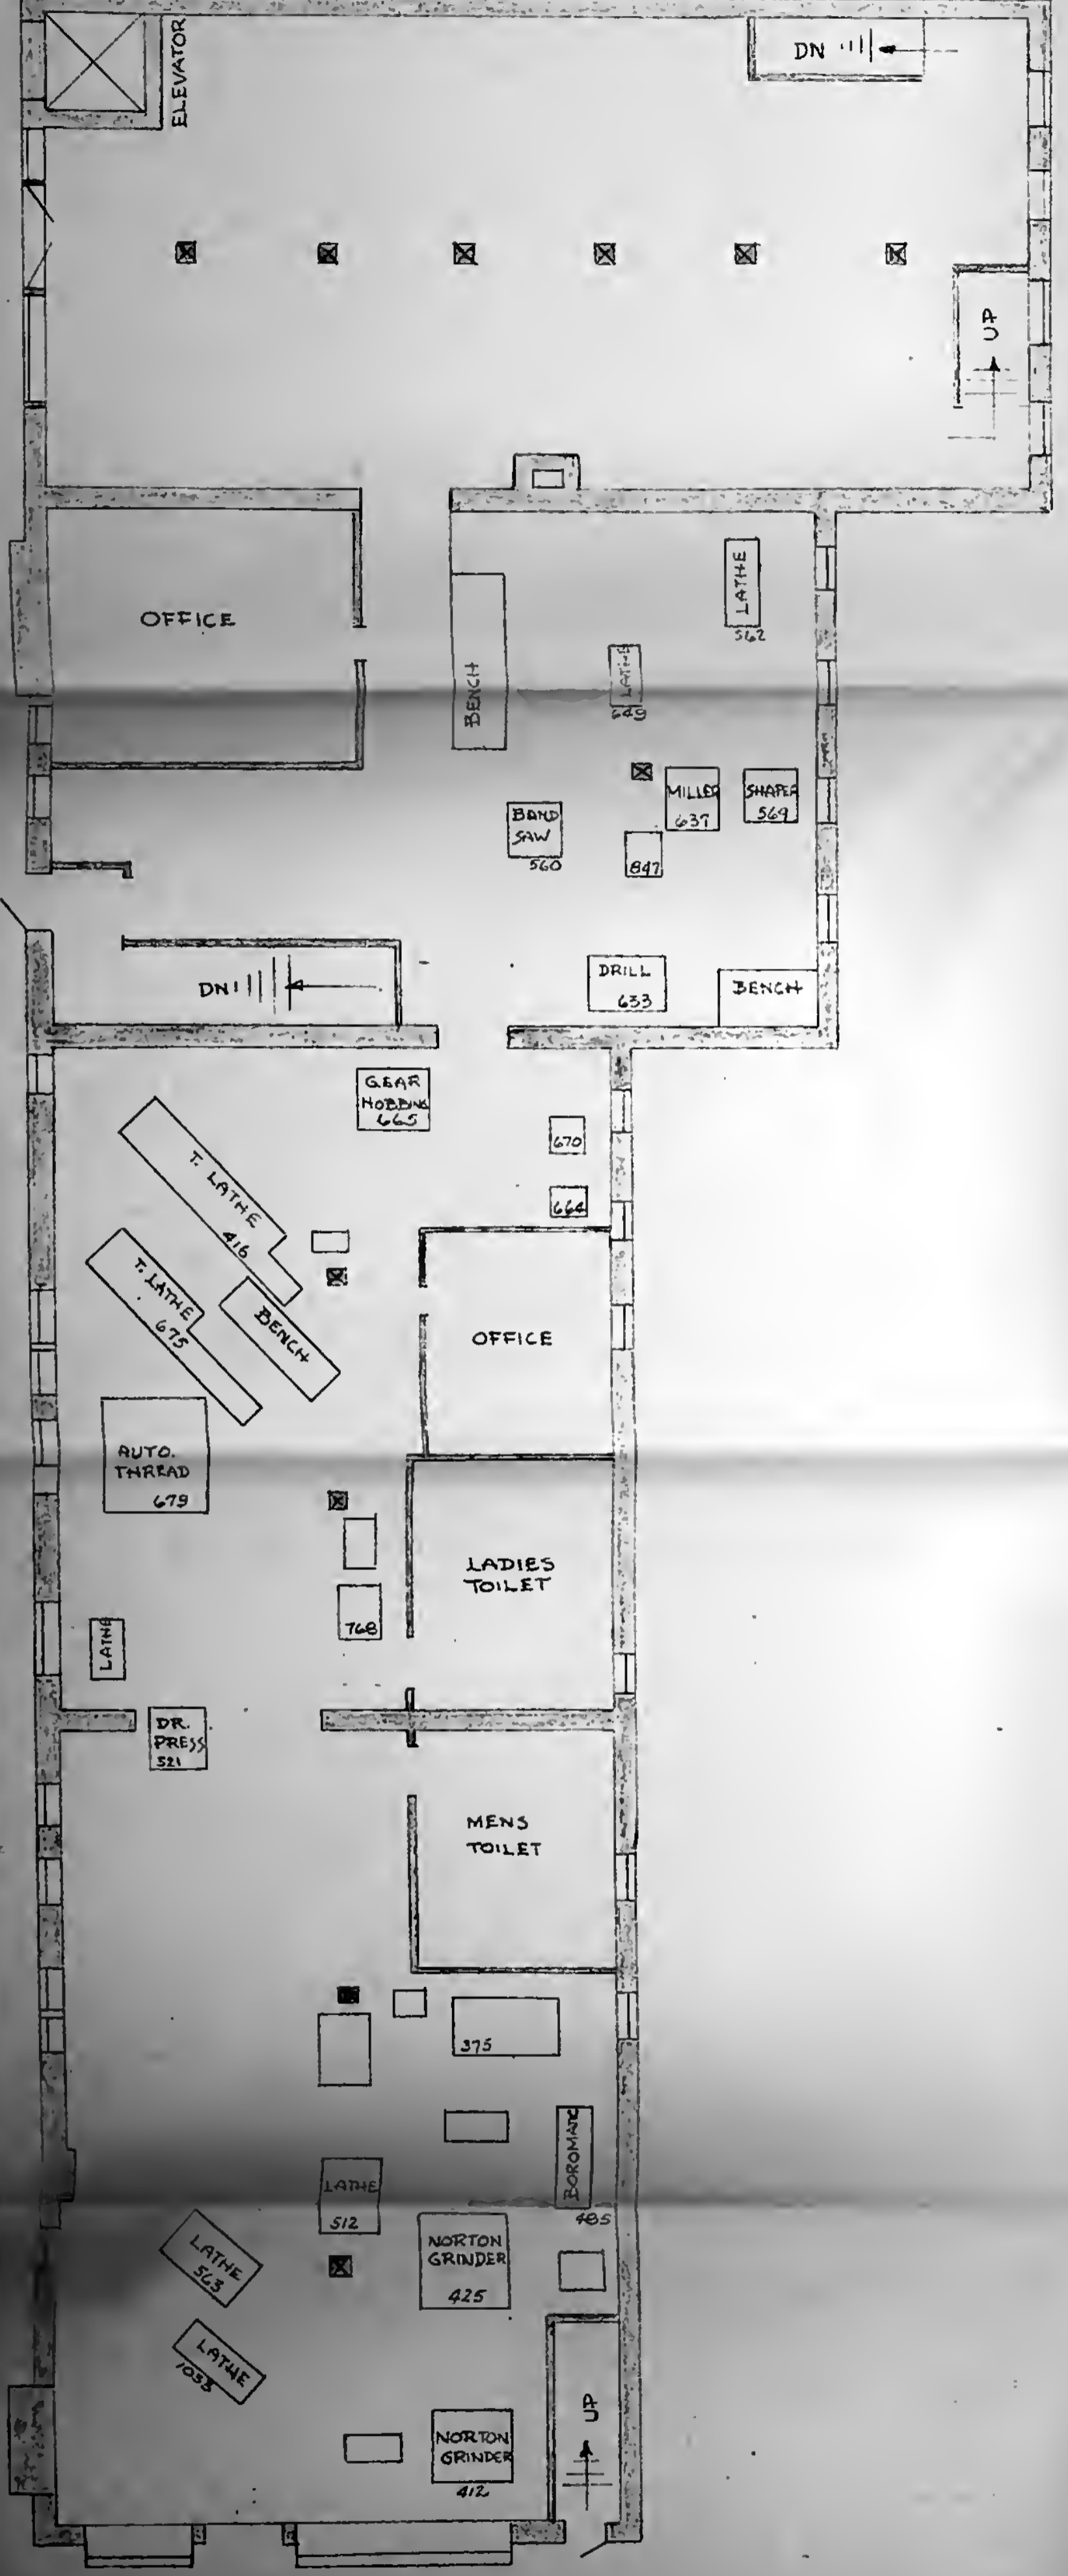 ELEVATOR
DN
UP
OFFICE
BENCH
LATHE
562
LATHE
649
MILLER
637
SHAPER
569
BAND
SAW
560
847
DN
DRILL
633
BENCH
GEAR
HOBBING
665
670
664
T. LATHE
416
T. LATHE
675
BENCH
OFFICE
AUTO.
THREAD
679
LADIES
TOILET
768
LATHE
DR.
PRESS
521
MENS
TOILET
375
BOROMATIC
485
LATHE
512
NORTON
GRINDER
425
LATHE
563
LATHE
1038
NORTON
GRINDER
412
UP